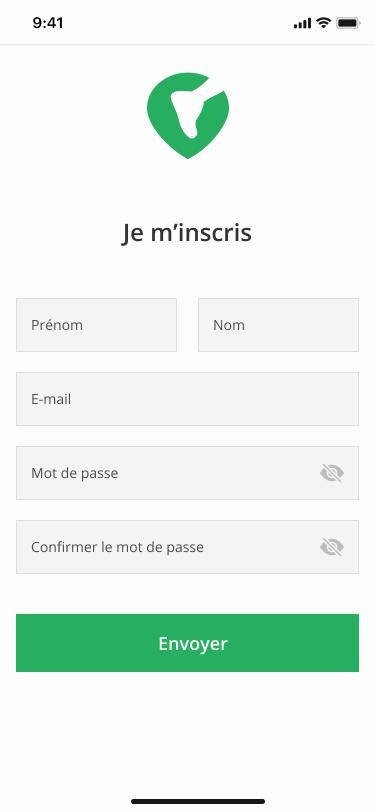 9:41
Je m’inscris
Prénom Nom
E-mail
Mot de passe
Confirmer le mot de passe
Envoyer